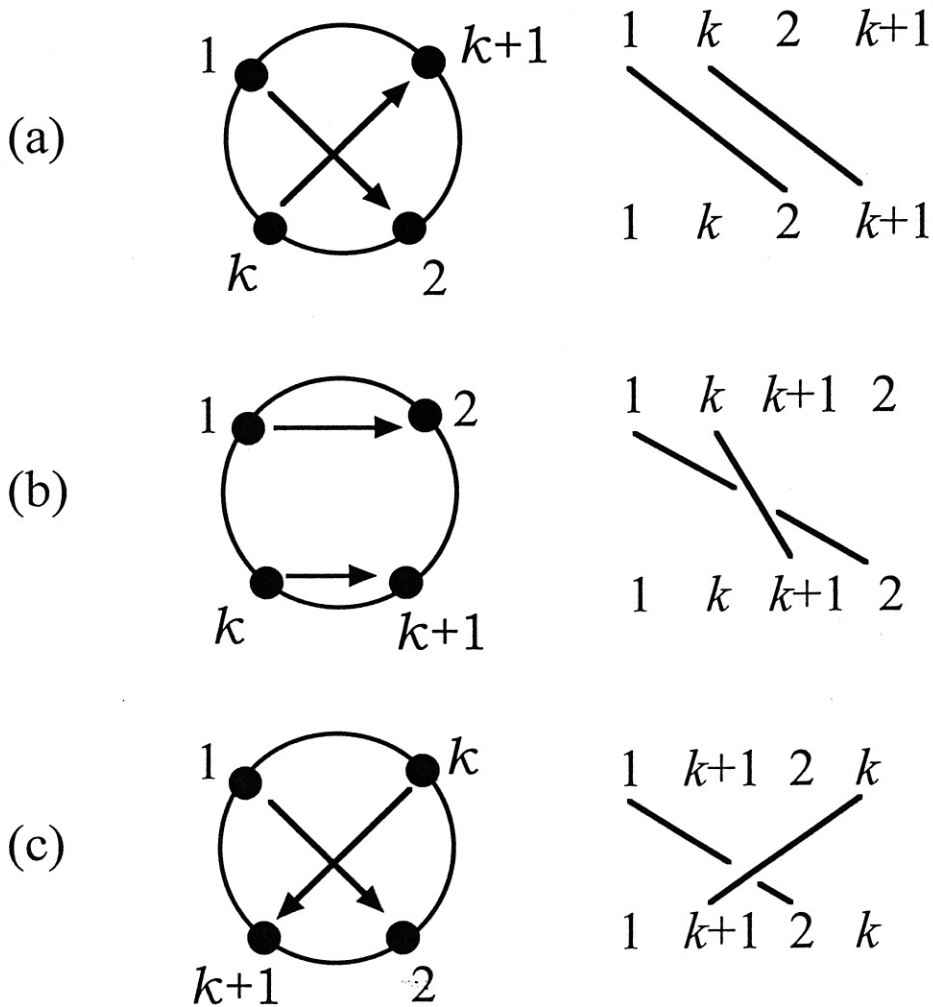 1 k+1 1 k 2 k+1
(a)
k 2 1 k 2 k+1
1 2 1 k k+1 2
(b)
k k+1 1 k k+1 2
1 k 1 k+1 2 k
(c)
k+1 2 1 k+1 2 k